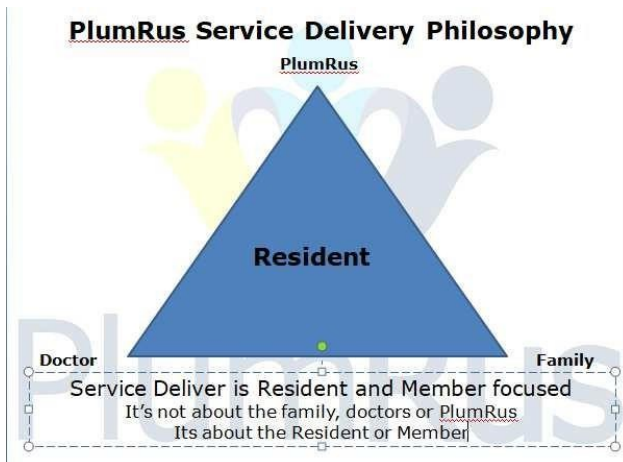 PlumRus Service Delivery Philosophy
PlumRus
Resident
Doctor
Family
PlumRus
Service Deliver is Resident and Member focused
It's not about the family, doctors or PlumRus
Its about the Resident or Member